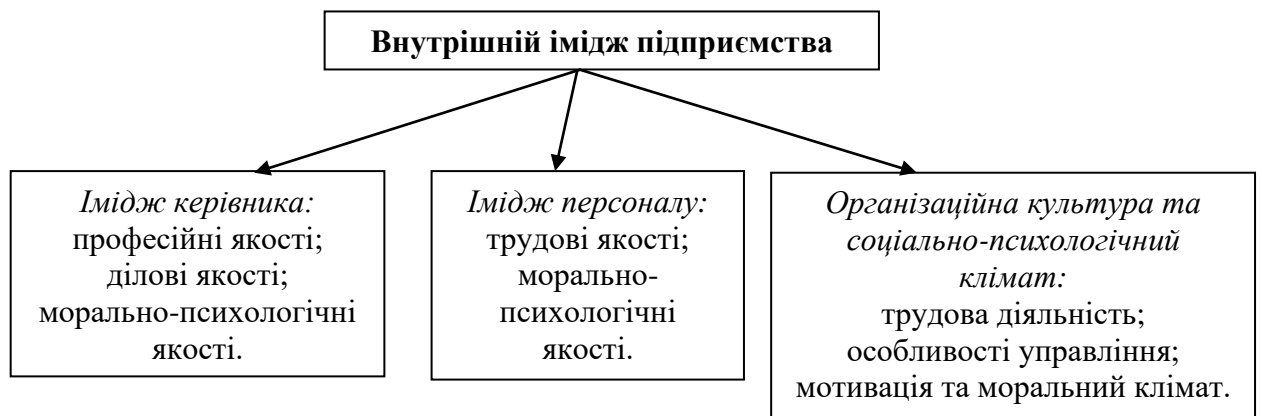 Внутрішній імідж підприємства
Імідж керівника:
професійні якості;
ділові якості;
морально-психологічні
якості.
Імідж персоналу:
трудові якості;
морально-
психологічні
якості.
Організаційна культура та
соціально-психологічний
клімат:
трудова діяльність;
особливості управління;
мотивація та моральний клімат.